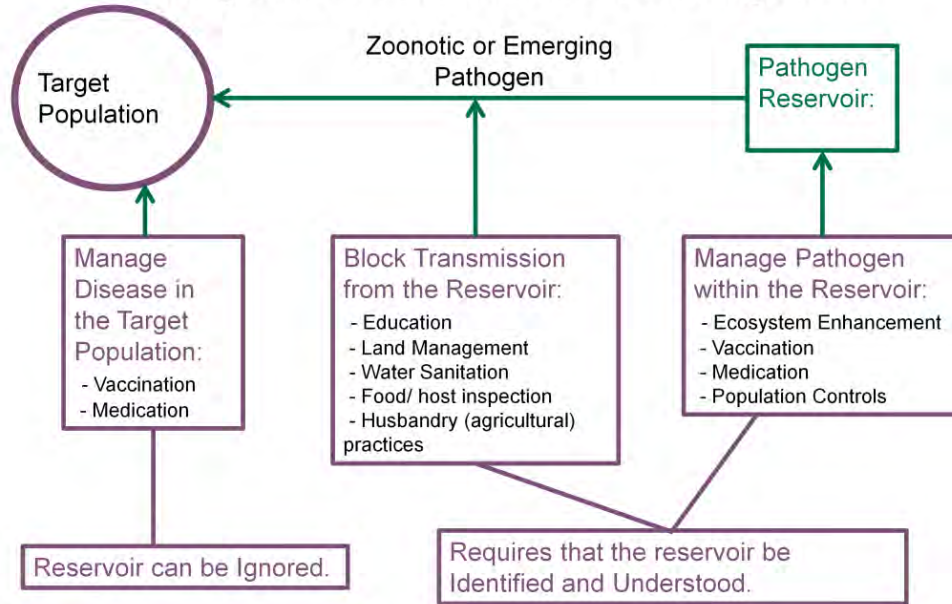 Zoonotic or Emerging
Pathogen
Target
Population
Pathogen
Reservoir:
Manage
Disease in
the Target
Population:
- Vaccination
- Medication
Block Transmission
from the Reservoir:
- Education
- Land Management
- Water Sanitation
- Food/ host inspection
- Husbandry (agricultural)
practices
Manage Pathogen
within the Reservoir:
- Ecosystem Enhancement
- Vaccination
- Medication
- Population Controls
Reservoir can be Ignored.
Requires that the reservoir be
Identified and Understood.